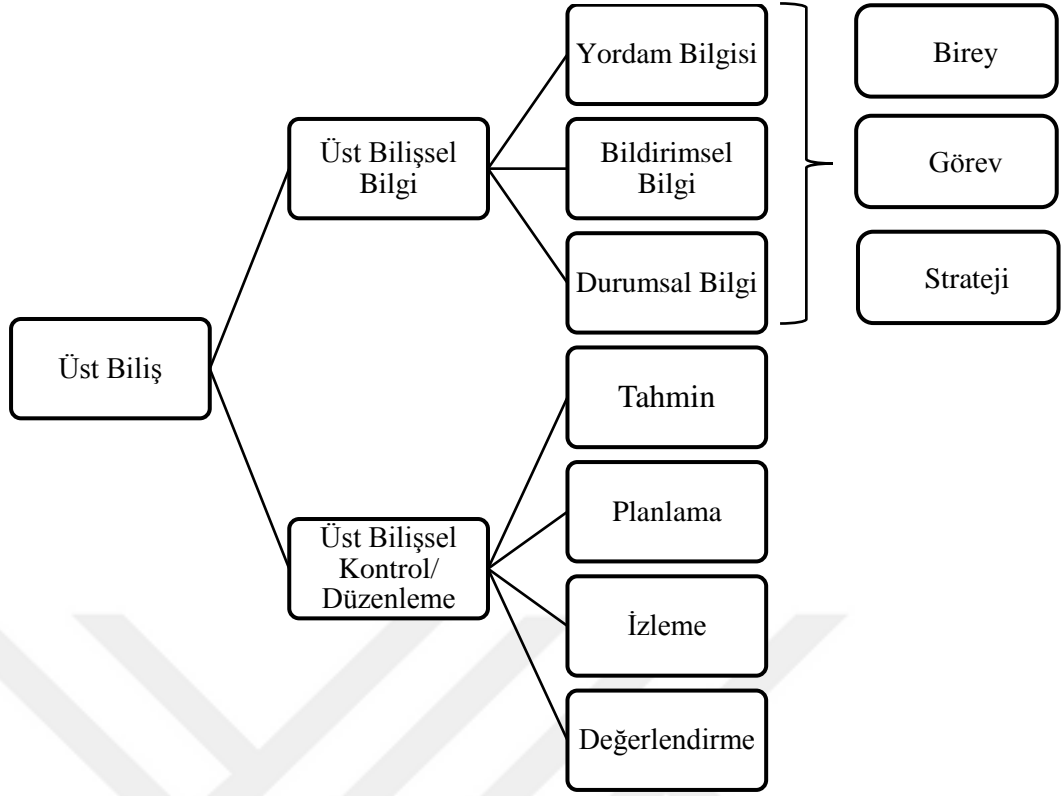 Üst Biliş
Üst Bilişsel
Bilgi
Yordam Bilgisi
Bildirimsel
Bilgi
Durumsal Bilgi
Birey
Görev
Strateji
Üst Bilişsel
Kontrol/
Düzenleme
Tahmin
Planlama
İzleme
Değerlendirme